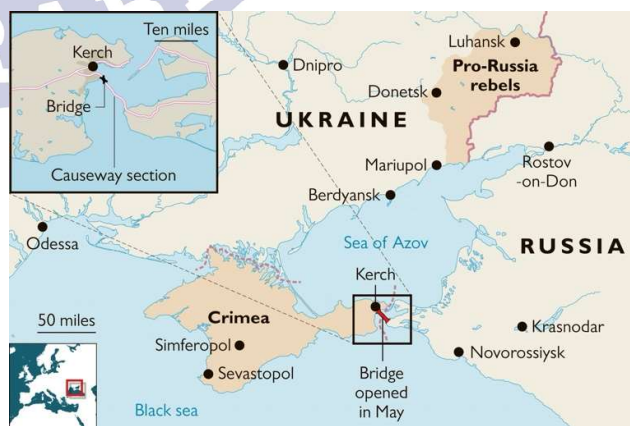 Ten miles
Kerch
Bridge
Causeway section
Luhansk
Pro-Russia
rebels
Dnipro
Donetsk
UKRAINE
Mariupol
Rostov
-on-Don
Berdyansk
Odessa
Sea of Azov
RUSSIA
Kerch
50 miles
Crimea
Krasnodar
Simferopol
Novorossiysk
Sevastopol
Bridge
opened
in May
Black sea